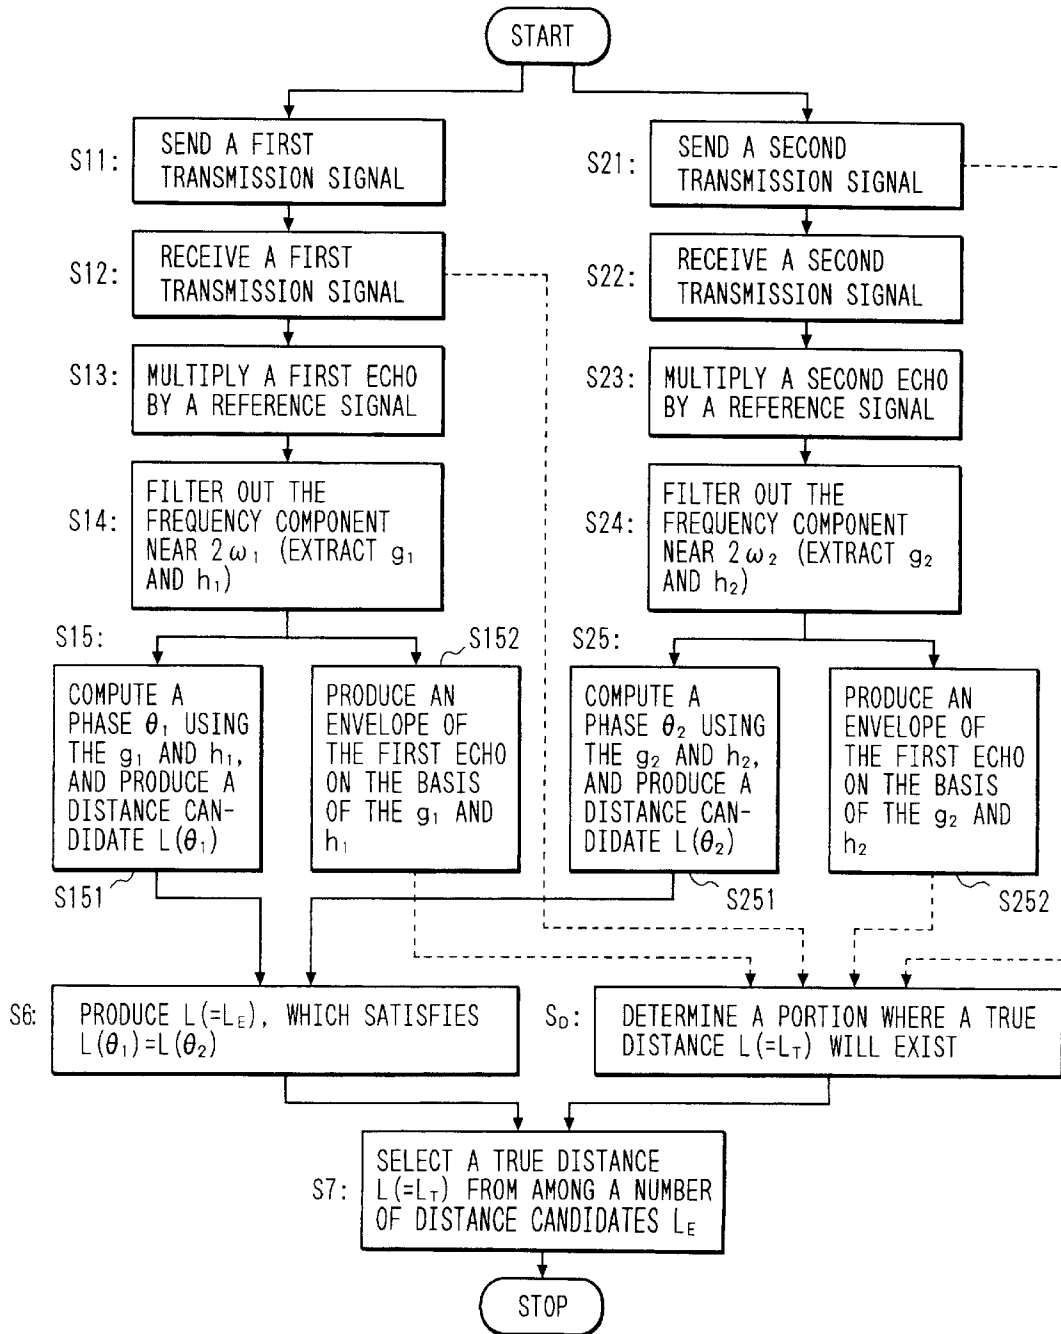 START
S11:
SEND A FIRST
TRANSMISSION SIGNAL
S21:
SEND A SECOND
TRANSMISSION SIGNAL
S12:
RECEIVE A FIRST
TRANSMISSION SIGNAL
S22:
RECEIVE A SECOND
TRANSMISSION SIGNAL
S13:
MULTIPLY A FIRST ECHO
BY A REFERENCE SIGNAL
S23:
MULTIPLY A SECOND ECHO
BY A REFERENCE SIGNAL
S14:
FILTER OUT THE
FREQUENCY COMPONENT
NEAR 2ω₁ (EXTRACT g₁
AND h₁)
S24:
FILTER OUT THE
FREQUENCY COMPONENT
NEAR 2ω₂ (EXTRACT g₂
AND h₂)
S15:
COMPUTE A
PHASE θ₁ USING
THE g₁ AND h₁,
AND PRODUCE A
DISTANCE CAN-
DIDATE L(θ₁)
S151
S152
PRODUCE AN
ENVELOPE OF
THE FIRST ECHO
ON THE BASIS
OF THE g₁ AND
h₁
S25:
COMPUTE A
PHASE θ₂ USING
THE g₂ AND h₂,
AND PRODUCE A
DISTANCE CAN-
DIDATE L(θ₂)
S251
PRODUCE AN
ENVELOPE OF
THE FIRST ECHO
ON THE BASIS
OF THE g₂ AND
h₂
S252
S6:
PRODUCE L(=L_E), WHICH SATISFIES
L(θ₁)=L(θ₂)
S_D:
DETERMINE A PORTION WHERE A TRUE
DISTANCE L(=L_T) WILL EXIST
S7:
SELECT A TRUE DISTANCE
L(=L_T) FROM AMONG A NUMBER
OF DISTANCE CANDIDATES L_E
STOP